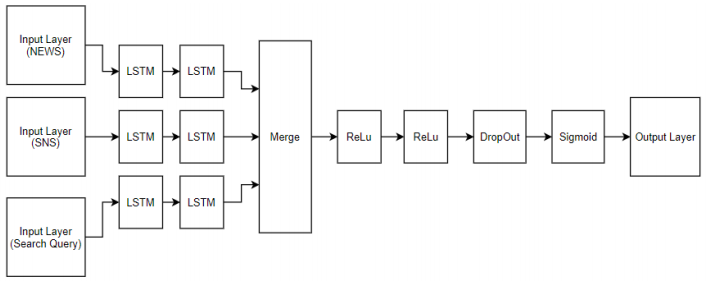 Input Layer
(NEWS)
LSTM
LSTM
Input Layer
(SNS)
LSTM
LSTM
Input Layer
(Search Query)
LSTM
LSTM
Merge
ReLu
ReLu
DropOut
Sigmoid
Output Layer